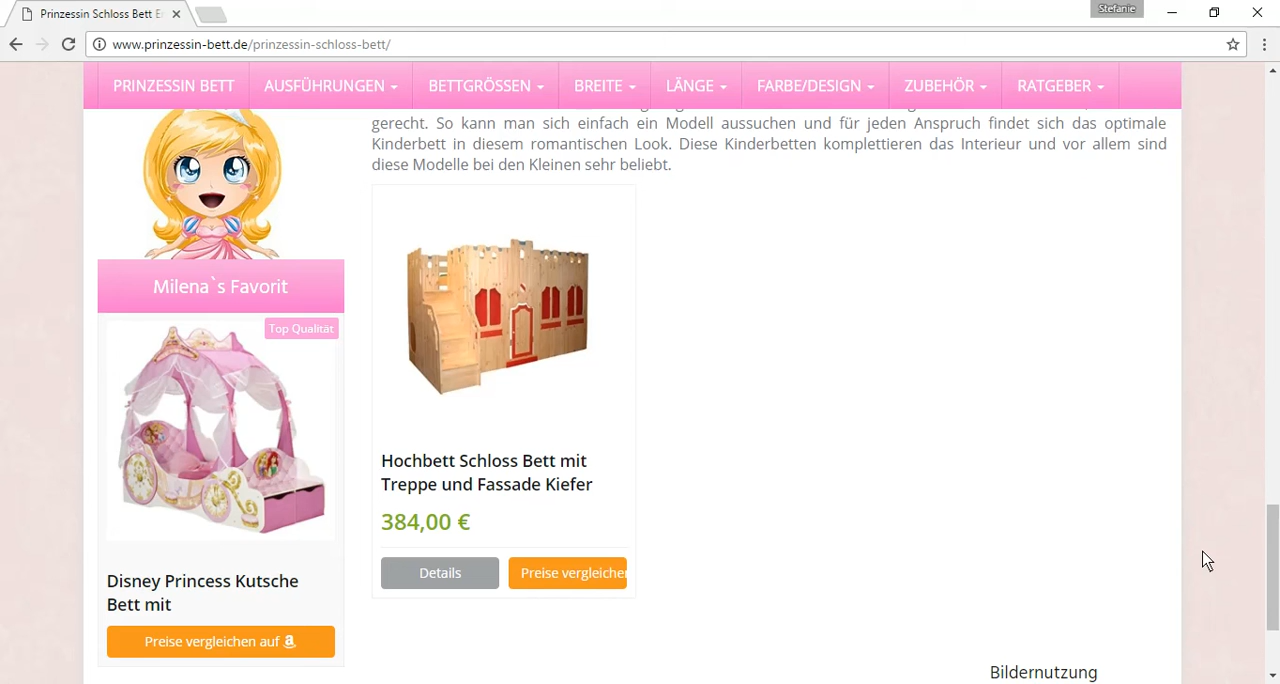 Prinzessin Schloss Bett
Stefanie
www.prinzessin-bett.de/prinzessin-schloss-bett/
PRINZESSIN BETT AUSFÜHRUNGEN BETTGRÖSSEN BREITE LÄNGE FARBE/DESIGN ZUBEHÖR RATGEBER
gerecht. So kann man sich einfach ein Modell aussuchen und für jeden Anspruch findet sich das optimale
Kinderbett in diesem romantischen Look. Diese Kinderbetten komplettieren das Interieur und vor allem sind
diese Modelle bei den Kleinen sehr beliebt.
Milena`s Favorit
Top Qualität
Disney Princess Kutsche
Bett mit
Preise vergleichen auf a
Hochbett Schloss Bett mit
Treppe und Fassade Kiefer
384,00 €
Details
Preise vergleichen
Bildernutzung